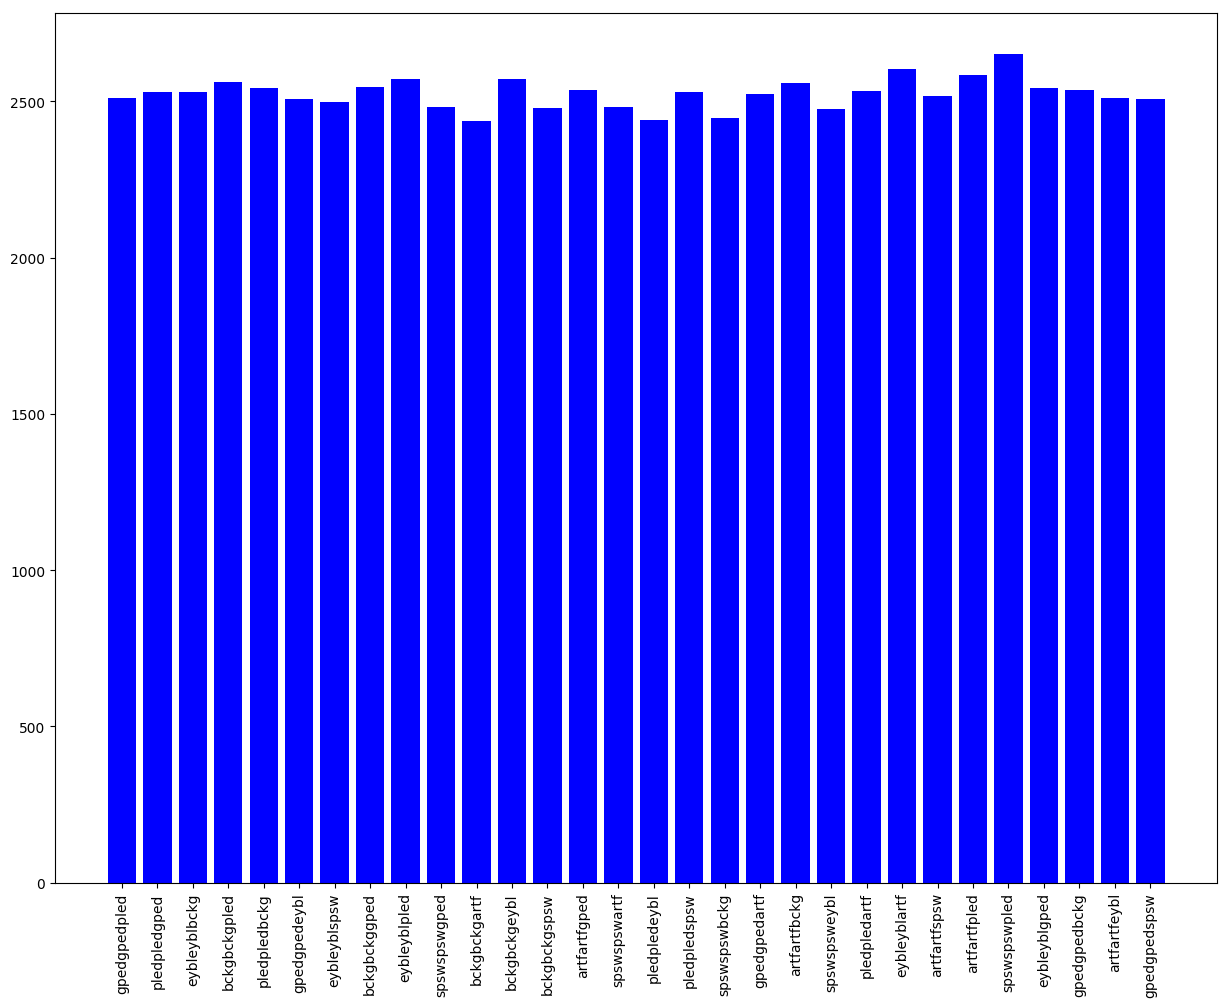 2500
2000
1500
1000
500
0
gpedgpedpled
pledpledgped
eybleyblbckg
bckgbckgpled
pledpledbckg
gpedgpedeybl
eybleyblspsw
bckgbckggped
eybleyblpled
spswspswgped
bckgbckgartf
bckgbckgeybl
bckgbckgspsw
artfartfgped
spswspswartf
pledpledeybl
pledpledspsw
spswspswbckg
gpedgpedartf
artfartfbckg
spswspsweybl
pledpledartf
eybleyblartf
artfartfspsw
artfartfpled
spswspswpled
eybleyblgped
gpedgpedbckg
artfartfeybl
gpedgpedspsw